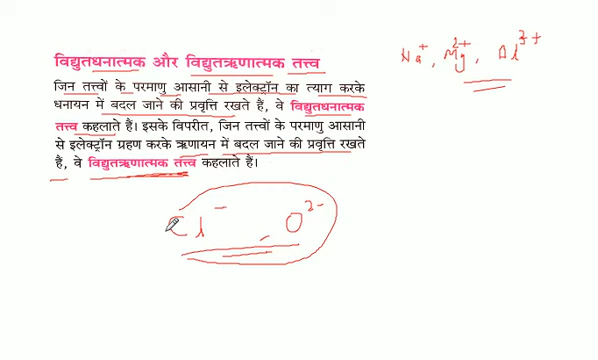 विद्युतधनात्मक और विद्युतऋणात्मक तत्त्व
Na⁺, Mg²⁺, Al³⁺
जिन तत्त्वों के परमाणु आसानी से इलेक्ट्रॉन का त्याग करके
धनायन में बदल जाने की प्रवृत्ति रखते हैं, वे विद्युतधनात्मक
तत्त्व कहलाते हैं। इसके विपरीत, जिन तत्त्वों के परमाणु आसानी
से इलेक्ट्रॉन ग्रहण करके ऋणायन में बदल जाने की प्रवृत्ति रखते
हैं, वे विद्युतऋणात्मक तत्त्व कहलाते हैं।
Cl⁻ O²⁻